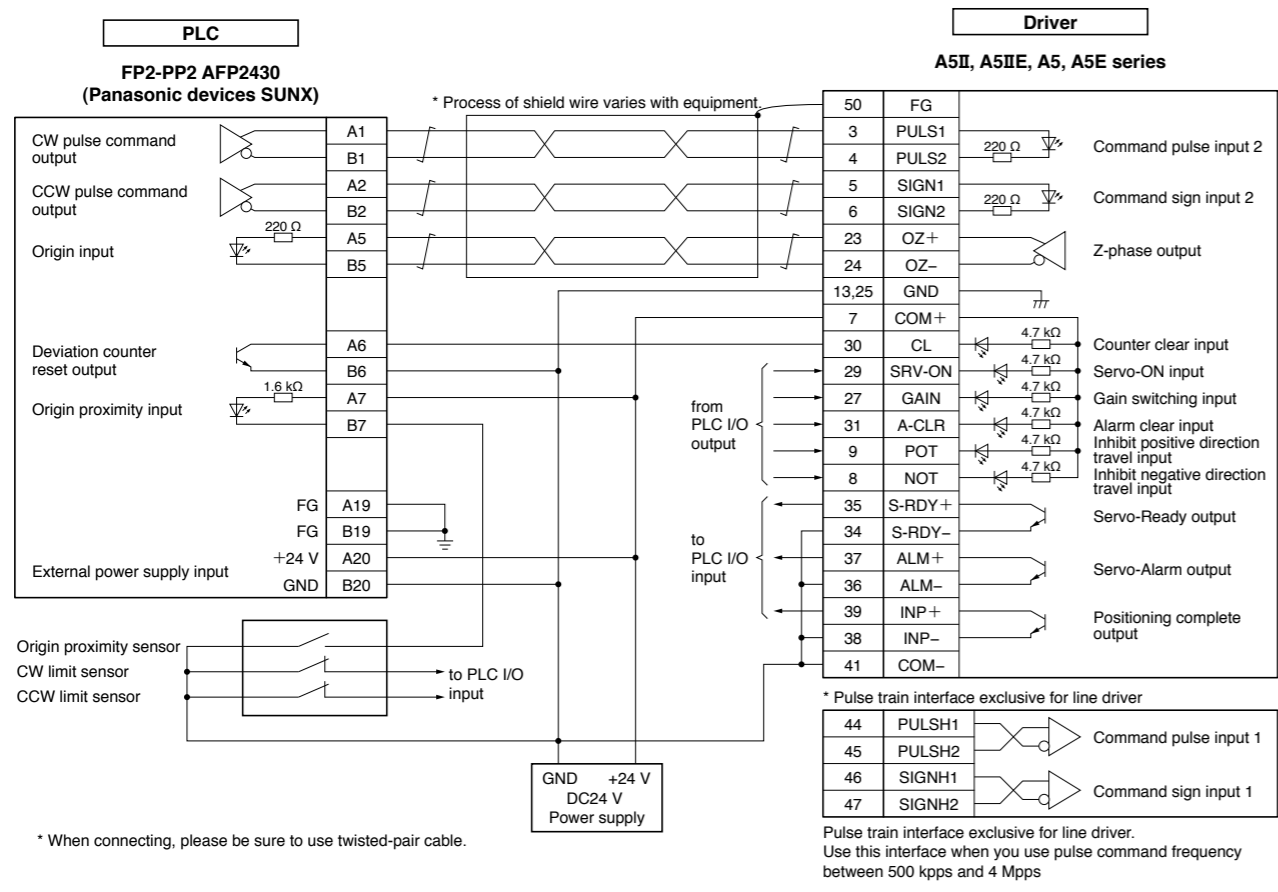 PLC
Driver
FP2-PP2 AFP2430
(Panasonic devices SUNX)
A5Ⅱ, A5ⅡE, A5, A5E series
* Process of shield wire varies with equipment.
CW pulse command
output
A1
B1
CCW pulse command
output
A2
B2
Origin input
220 Ω
A5
B5
Deviation counter
reset output
A6
B6
Origin proximity input
1.6 kΩ
A7
B7
FG A19
FG B19
External power supply input
+24 V A20
GND B20
50 FG
3 PULS1
4 PULS2
220 Ω
Command pulse input 2
5 SIGN1
6 SIGN2
220 Ω
Command sign input 2
23 OZ+
24 OZ−
Z-phase output
13,25 GND
7 COM+
30 CL 4.7 kΩ Counter clear input
29 SRV-ON 4.7 kΩ Servo-ON input
27 GAIN 4.7 kΩ Gain switching input
31 A-CLR 4.7 kΩ Alarm clear input
9 POT 4.7 kΩ Inhibit positive direction
travel input
8 NOT 4.7 kΩ Inhibit negative direction
travel input
35 S-RDY+
34 S-RDY−
Servo-Ready output
37 ALM+
36 ALM−
Servo-Alarm output
39 INP+
38 INP−
Positioning complete
output
41 COM−
from
PLC I/O
output
to
PLC I/O
input
Origin proximity sensor
CW limit sensor
CCW limit sensor
to PLC I/O
input
GND +24 V
DC24 V
Power supply
* Pulse train interface exclusive for line driver
44 PULSH1
45 PULSH2
Command pulse input 1
46 SIGNH1
47 SIGNH2
Command sign input 1
* When connecting, please be sure to use twisted-pair cable.
Pulse train interface exclusive for line driver.
Use this interface when you use pulse command frequency
between 500 kpps and 4 Mpps